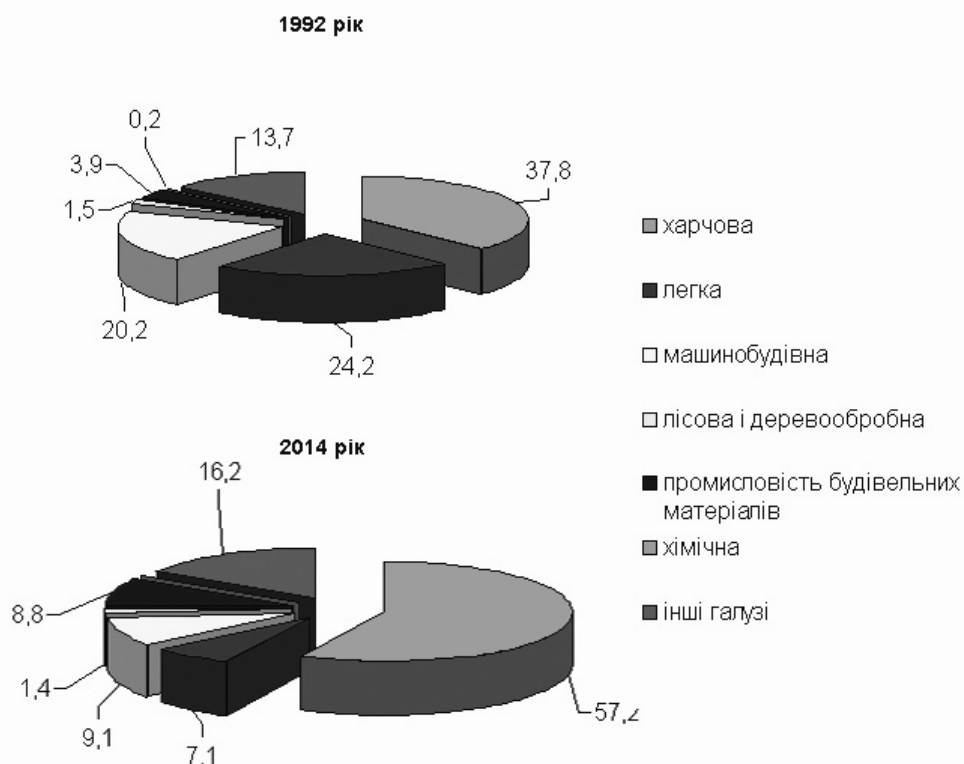 1992 рік
0,2
13,7
3,9
37,8
1,5
20,2
24,2
харчова
легка
машинобудівна
лісова і деревообробна
промисловість будівельних
матеріалів
хімічна
інші галузі
2014 рік
16,2
8,8
1,4
9,1
7,1
57,2